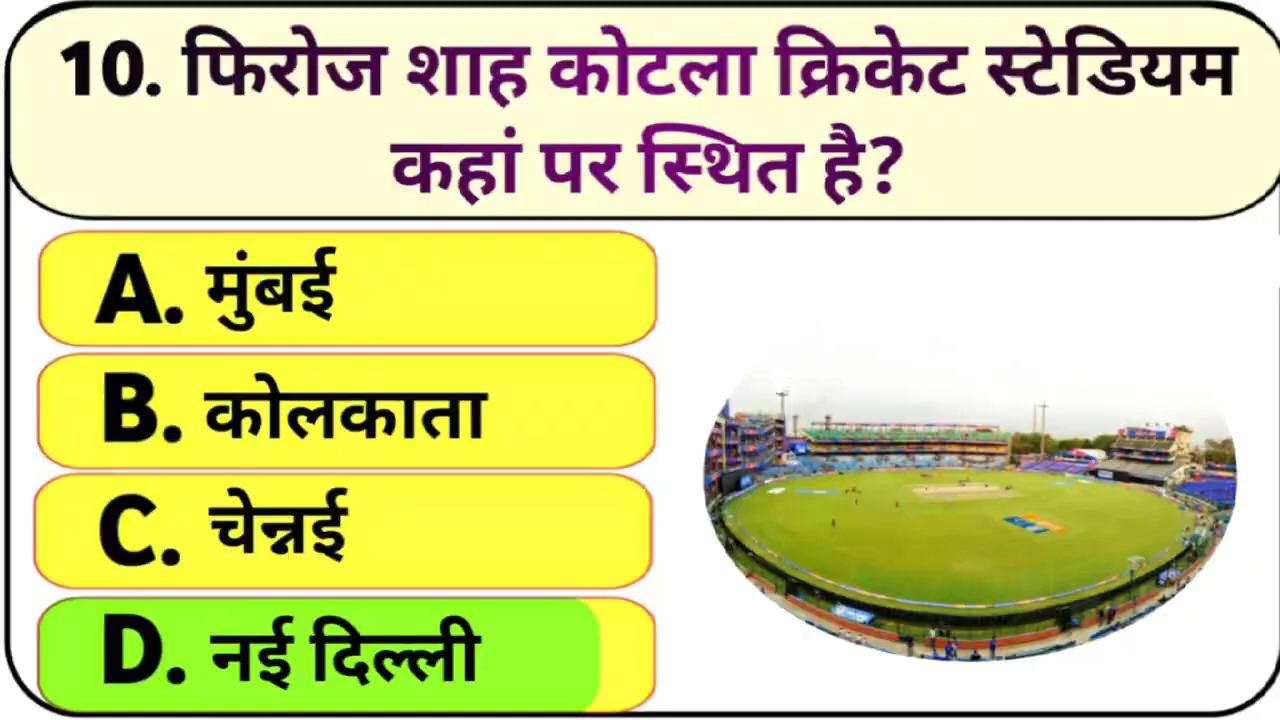 10. फिरोज शाह कोटला क्रिकेट स्टेडियम
कहां पर स्थित है?
A. मुंबई
B. कोलकाता
C. चेन्नई
D. नई दिल्ली